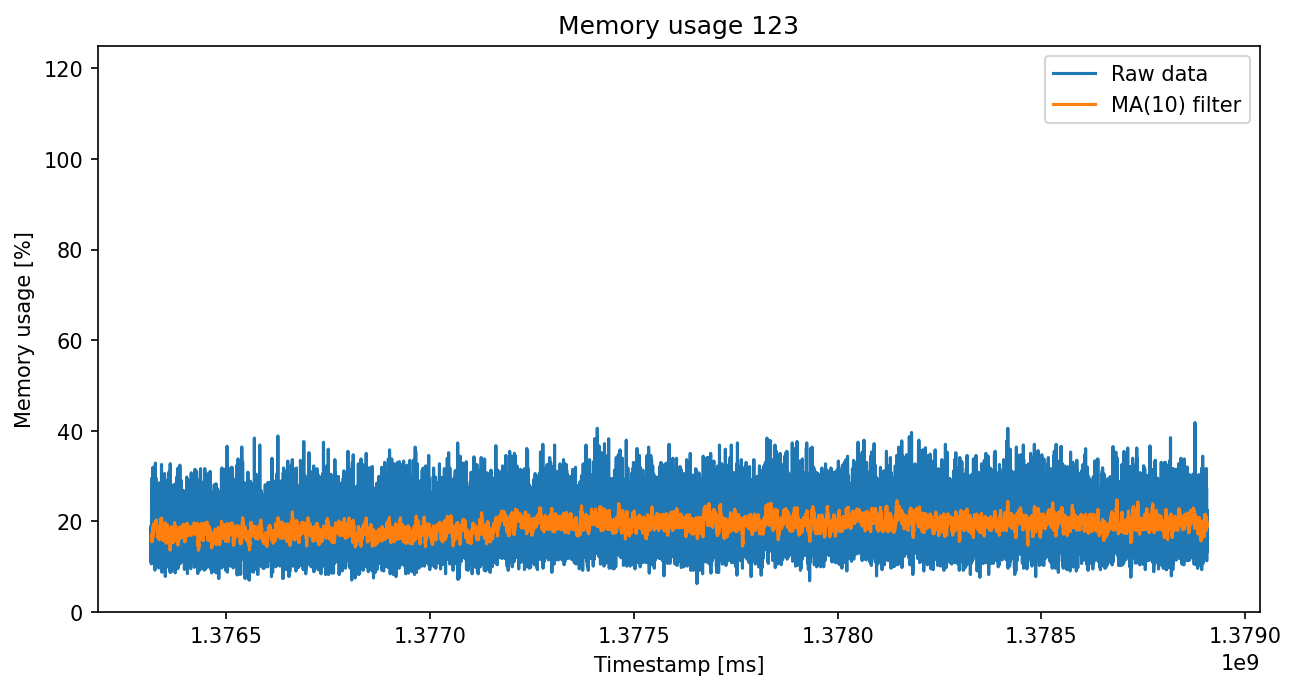 Memory usage 123
Raw data
MA(10) filter
120
100
80
60
40
20
0
Memory usage [%]
1.3765 1.3770 1.3775 1.3780 1.3785 1.3790
1e9
Timestamp [ms]